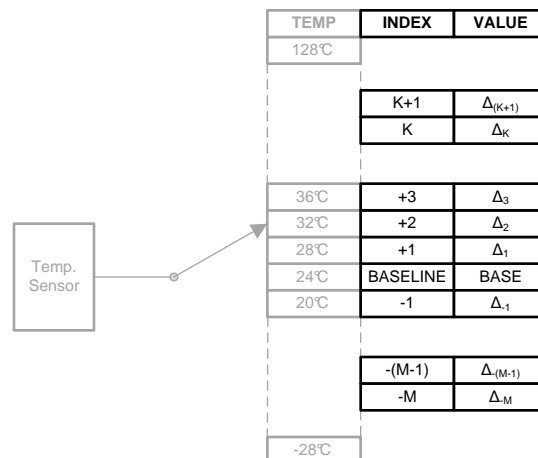 TEMP INDEX VALUE
128°C
K+1 Δ(K+1)
K ΔK
36°C +3 Δ3
32°C +2 Δ2
28°C +1 Δ1
24°C BASELINE BASE
20°C -1 Δ-1
Temp.
Sensor
-(M-1) Δ-(M-1)
-M Δ-M
-28°C